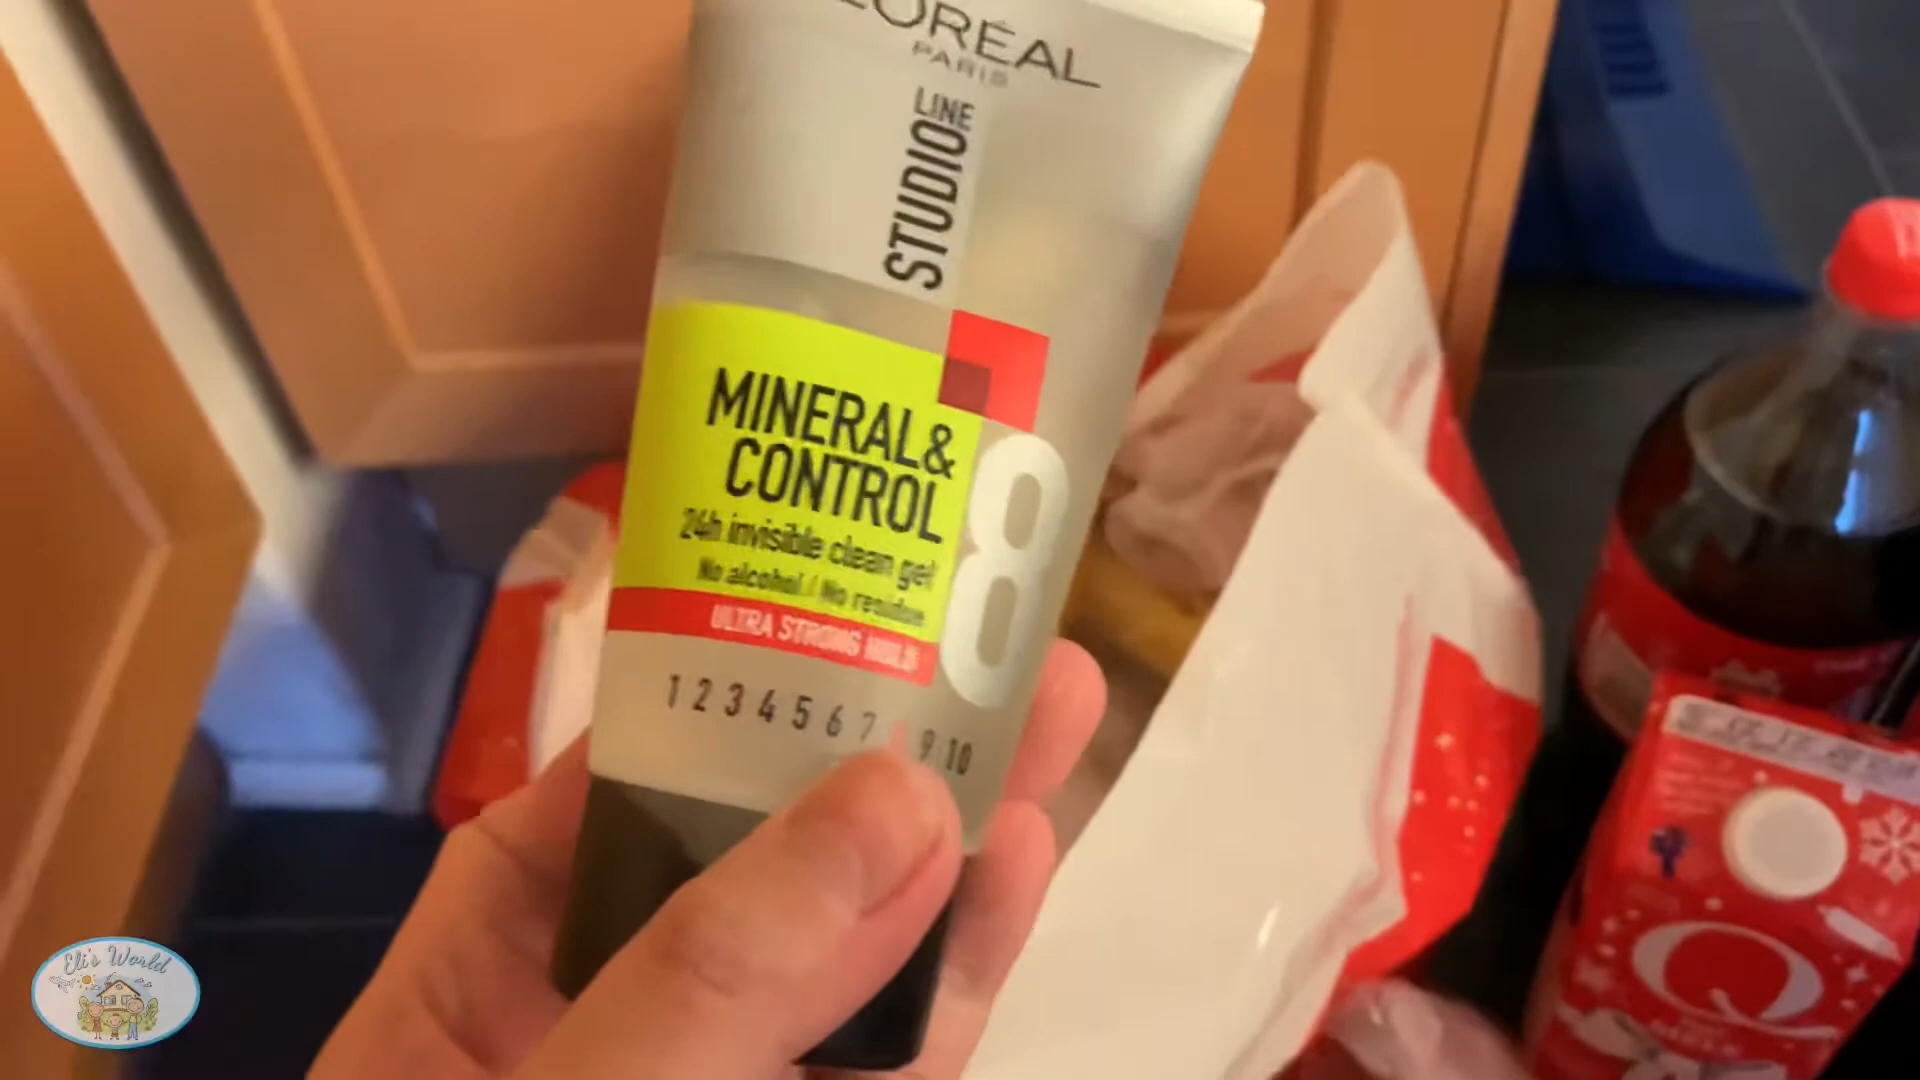 L'ORÉAL
PARIS
STUDIO LINE
MINERAL&
CONTROL
24h invisible clean gel
No alcohol / No residue
ULTRA STRONG HOLD
8
1 2 3 4 5 6 7 9 10
Q
Eli's World